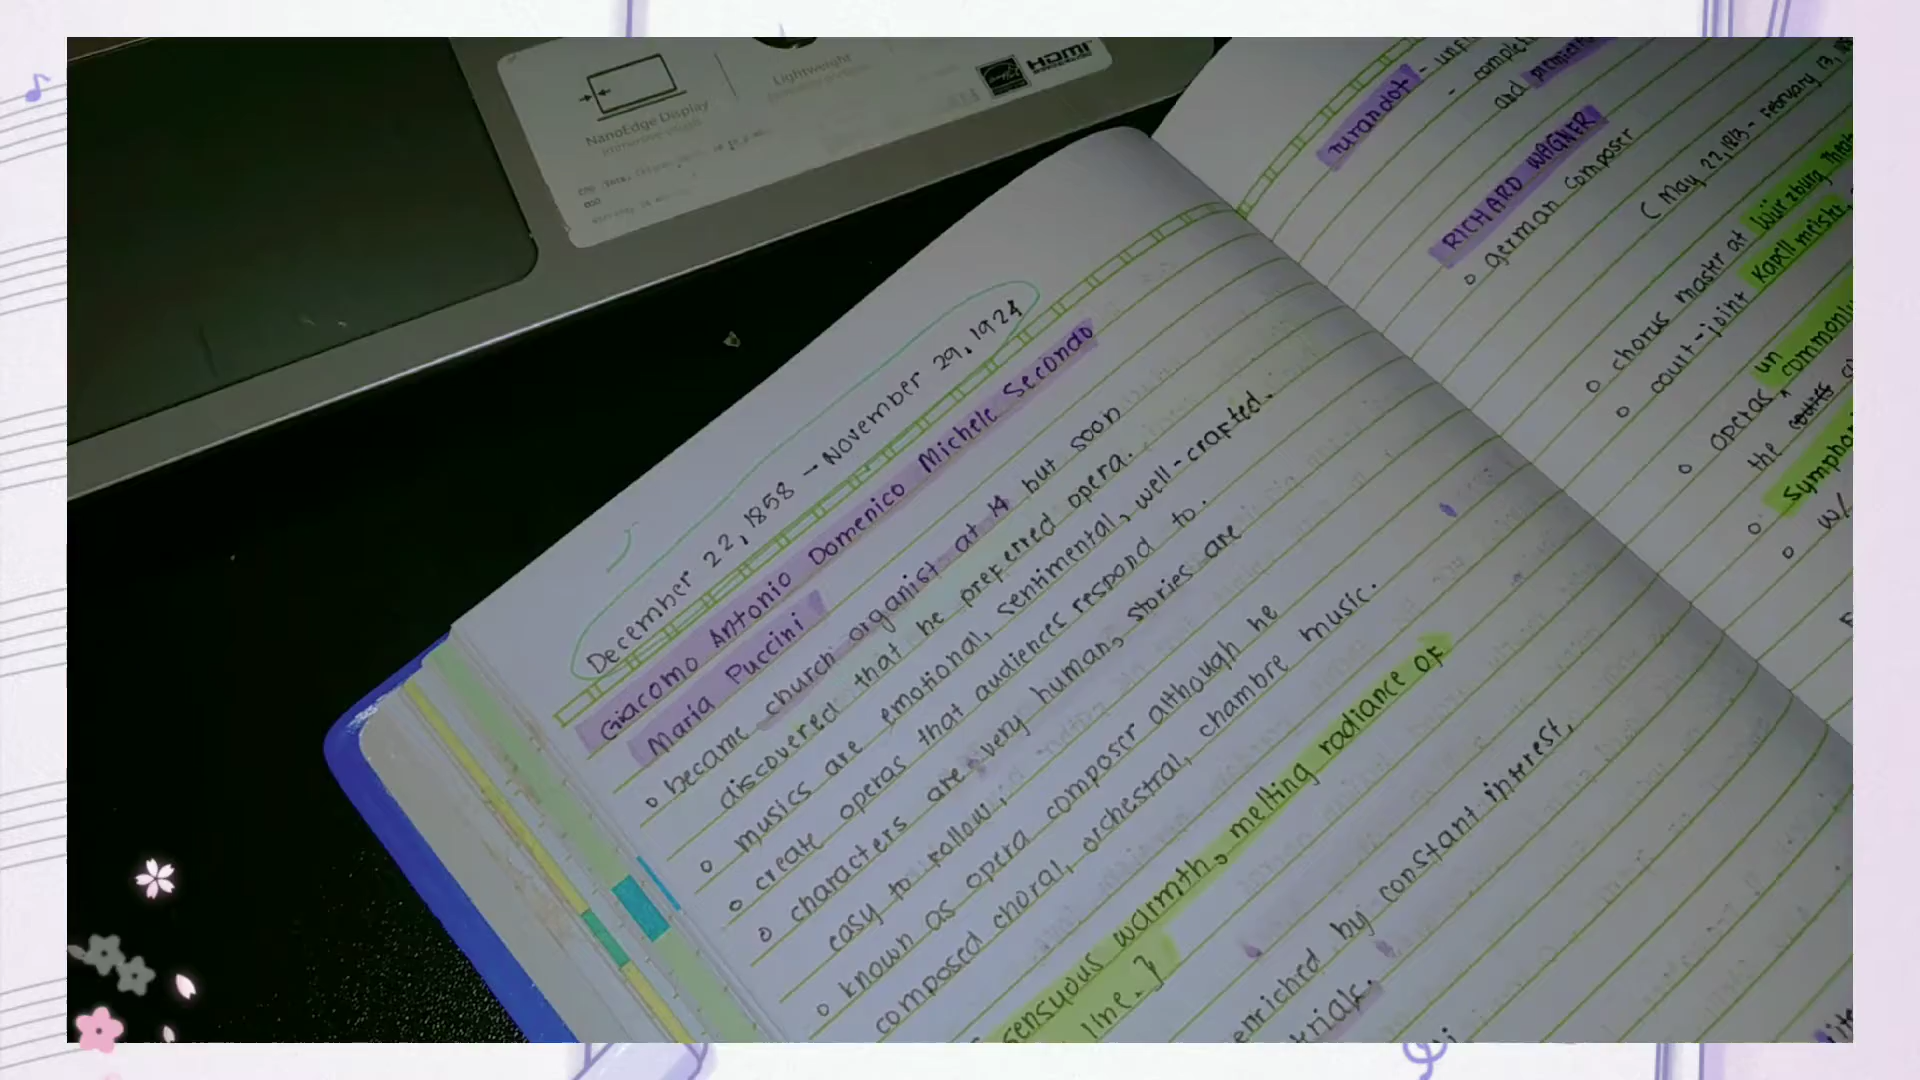 NanoEdge Display
Lightweight
HDMI
December 22, 1858 – November 29, 1924
Giacomo Antonio Domenico Michele Secondo
Maria Puccini
became church organist at 14 but soon
discovered that he preferred opera.
musics are emotional, sentimental, well-crafted.
create operas that audiences respond to.
characters are very human, stories are
easy to follow,
known as opera composer although he
composed choral, orchestral, chambre music.
sensuous warmth, melting radiance of
line. }
enriched by constant interest,
Turandot -
and
RICHARD WAGNER
german composer
( May 22, 1813 - February 13,
chorus master at Würzburg
court-joint Kapellmeister
operas un commonly
the
w/